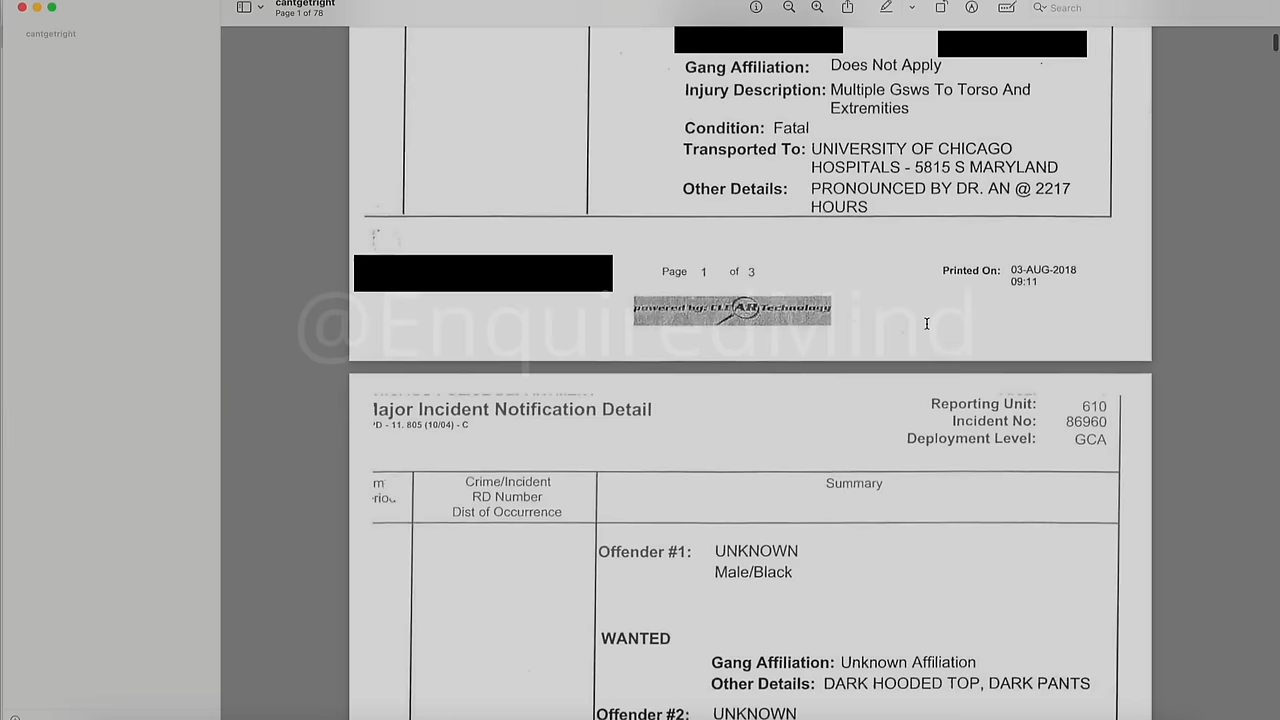 cantgetright
Page 1 of 78
Search
cantgetright
Gang Affiliation: Does Not Apply
Injury Description: Multiple Gsws To Torso And
Extremities
Condition: Fatal
Transported To: UNIVERSITY OF CHICAGO
HOSPITALS - 5815 S MARYLAND
Other Details: PRONOUNCED BY DR. AN @ 2217
HOURS
Page 1 of 3
Printed On: 03-AUG-2018
09:11
powered by: CLEAR Technology
@EnquiredMind
Major Incident Notification Detail
PD - 11. 805 (10/04) - C
Reporting Unit: 610
Incident No: 86960
Deployment Level: GCA
Crime/Incident
RD Number
Dist of Occurrence
Summary
Offender #1: UNKNOWN
Male/Black
WANTED
Gang Affiliation: Unknown Affiliation
Other Details: DARK HOODED TOP, DARK PANTS
Offender #2: UNKNOWN